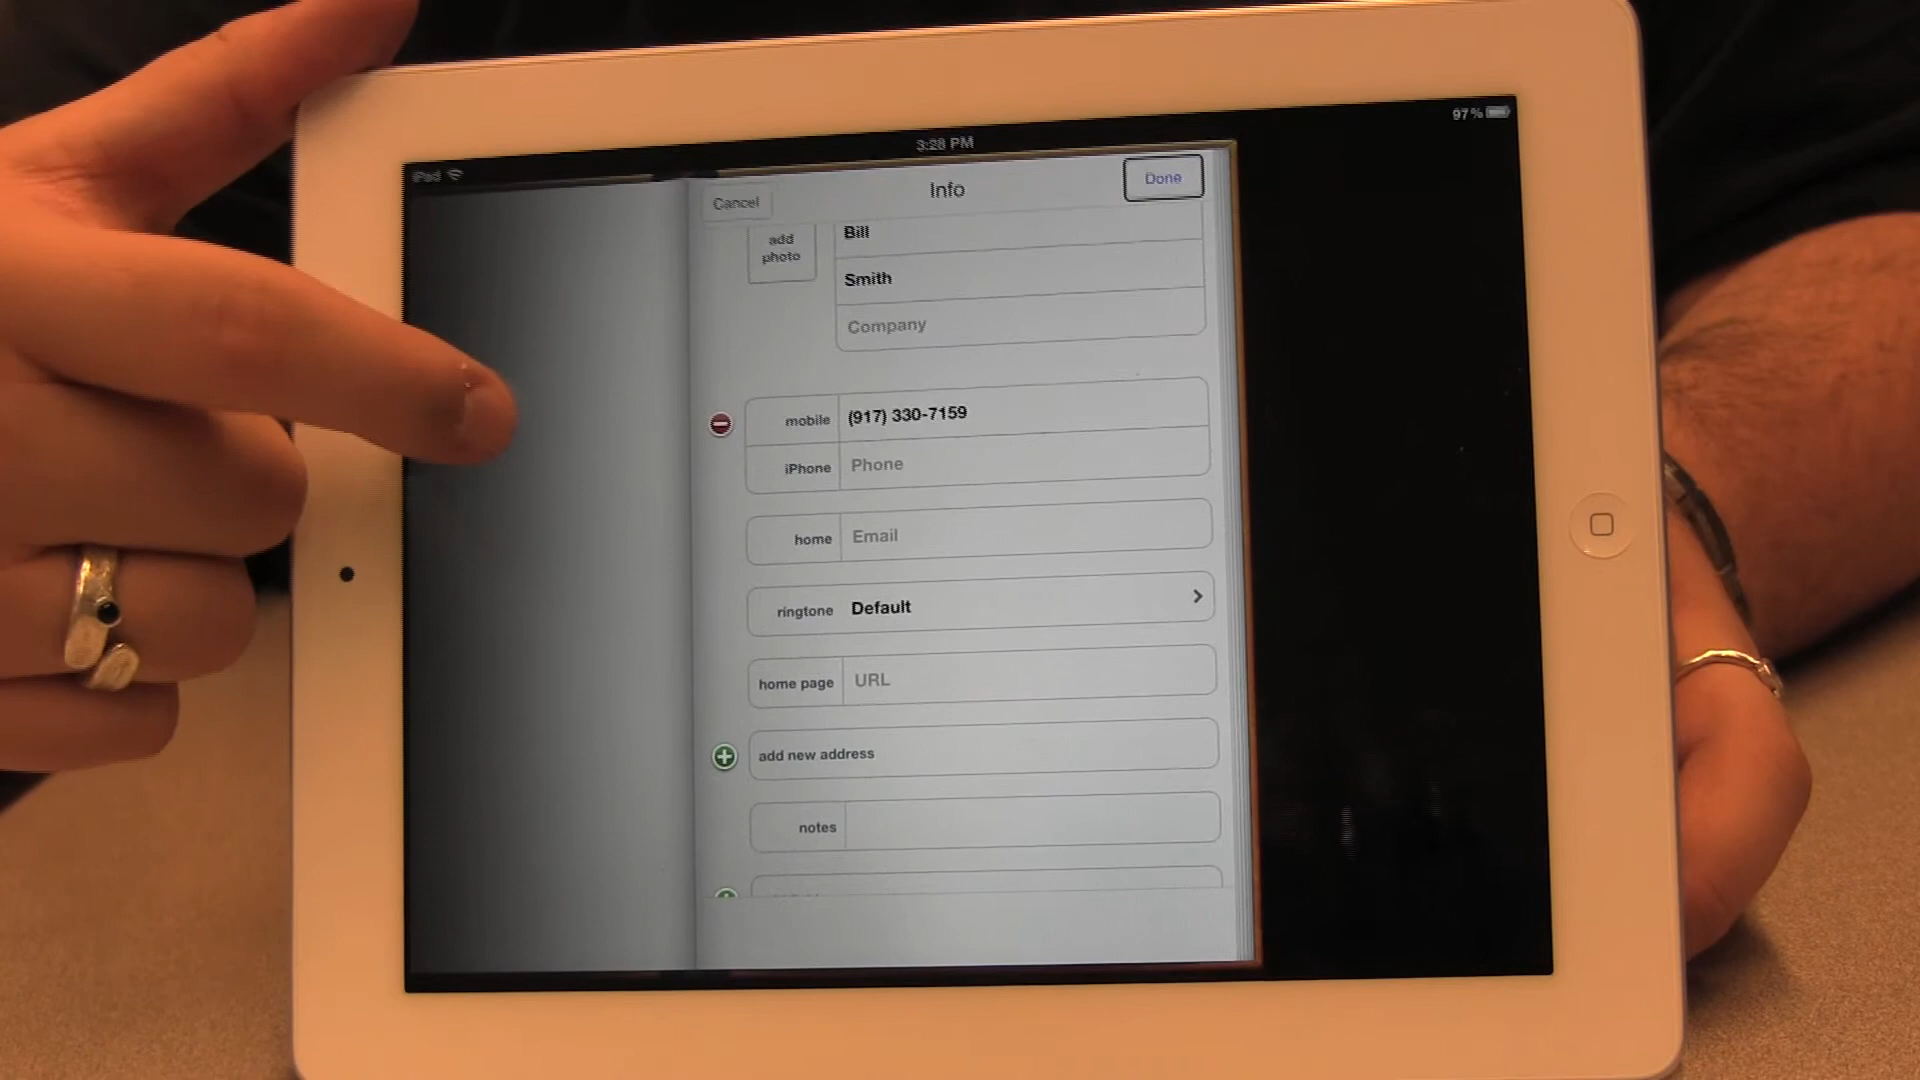 iPad
3:28 PM
97%
Cancel
Info
Done
add
photo
Bill
Smith
Company
mobile
(917) 330-7159
iPhone
Phone
home
Email
ringtone
Default
home page
URL
add new address
notes